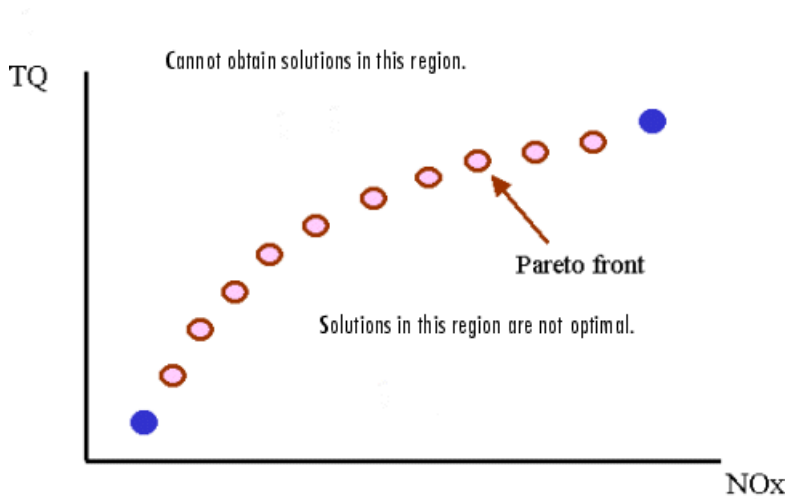 Cannot obtain solutions in this region.
TQ
Pareto front
Solutions in this region are not optimal.
NOx